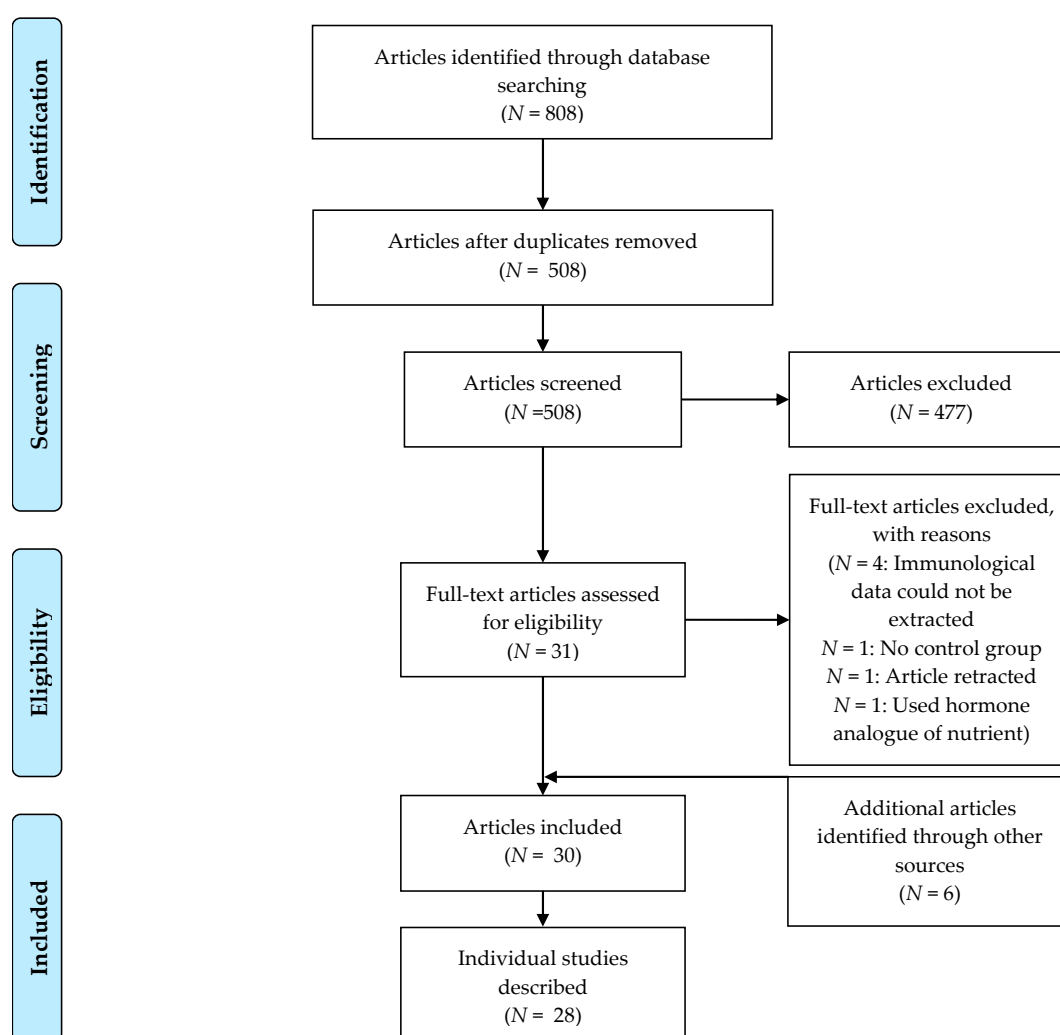 Identification
Articles identified through database
searching
(N = 808)
Articles after duplicates removed
(N = 508)
Screening
Articles screened
(N =508)
Articles excluded
(N = 477)
Eligibility
Full-text articles assessed
for eligibility
(N = 31)
Full-text articles excluded,
with reasons
(N = 4: Immunological
data could not be
extracted
N = 1: No control group
N = 1: Article retracted
N = 1: Used hormone
analogue of nutrient)
Included
Articles included
(N = 30)
Additional articles
identified through other
sources
(N = 6)
Individual studies
described
(N = 28)